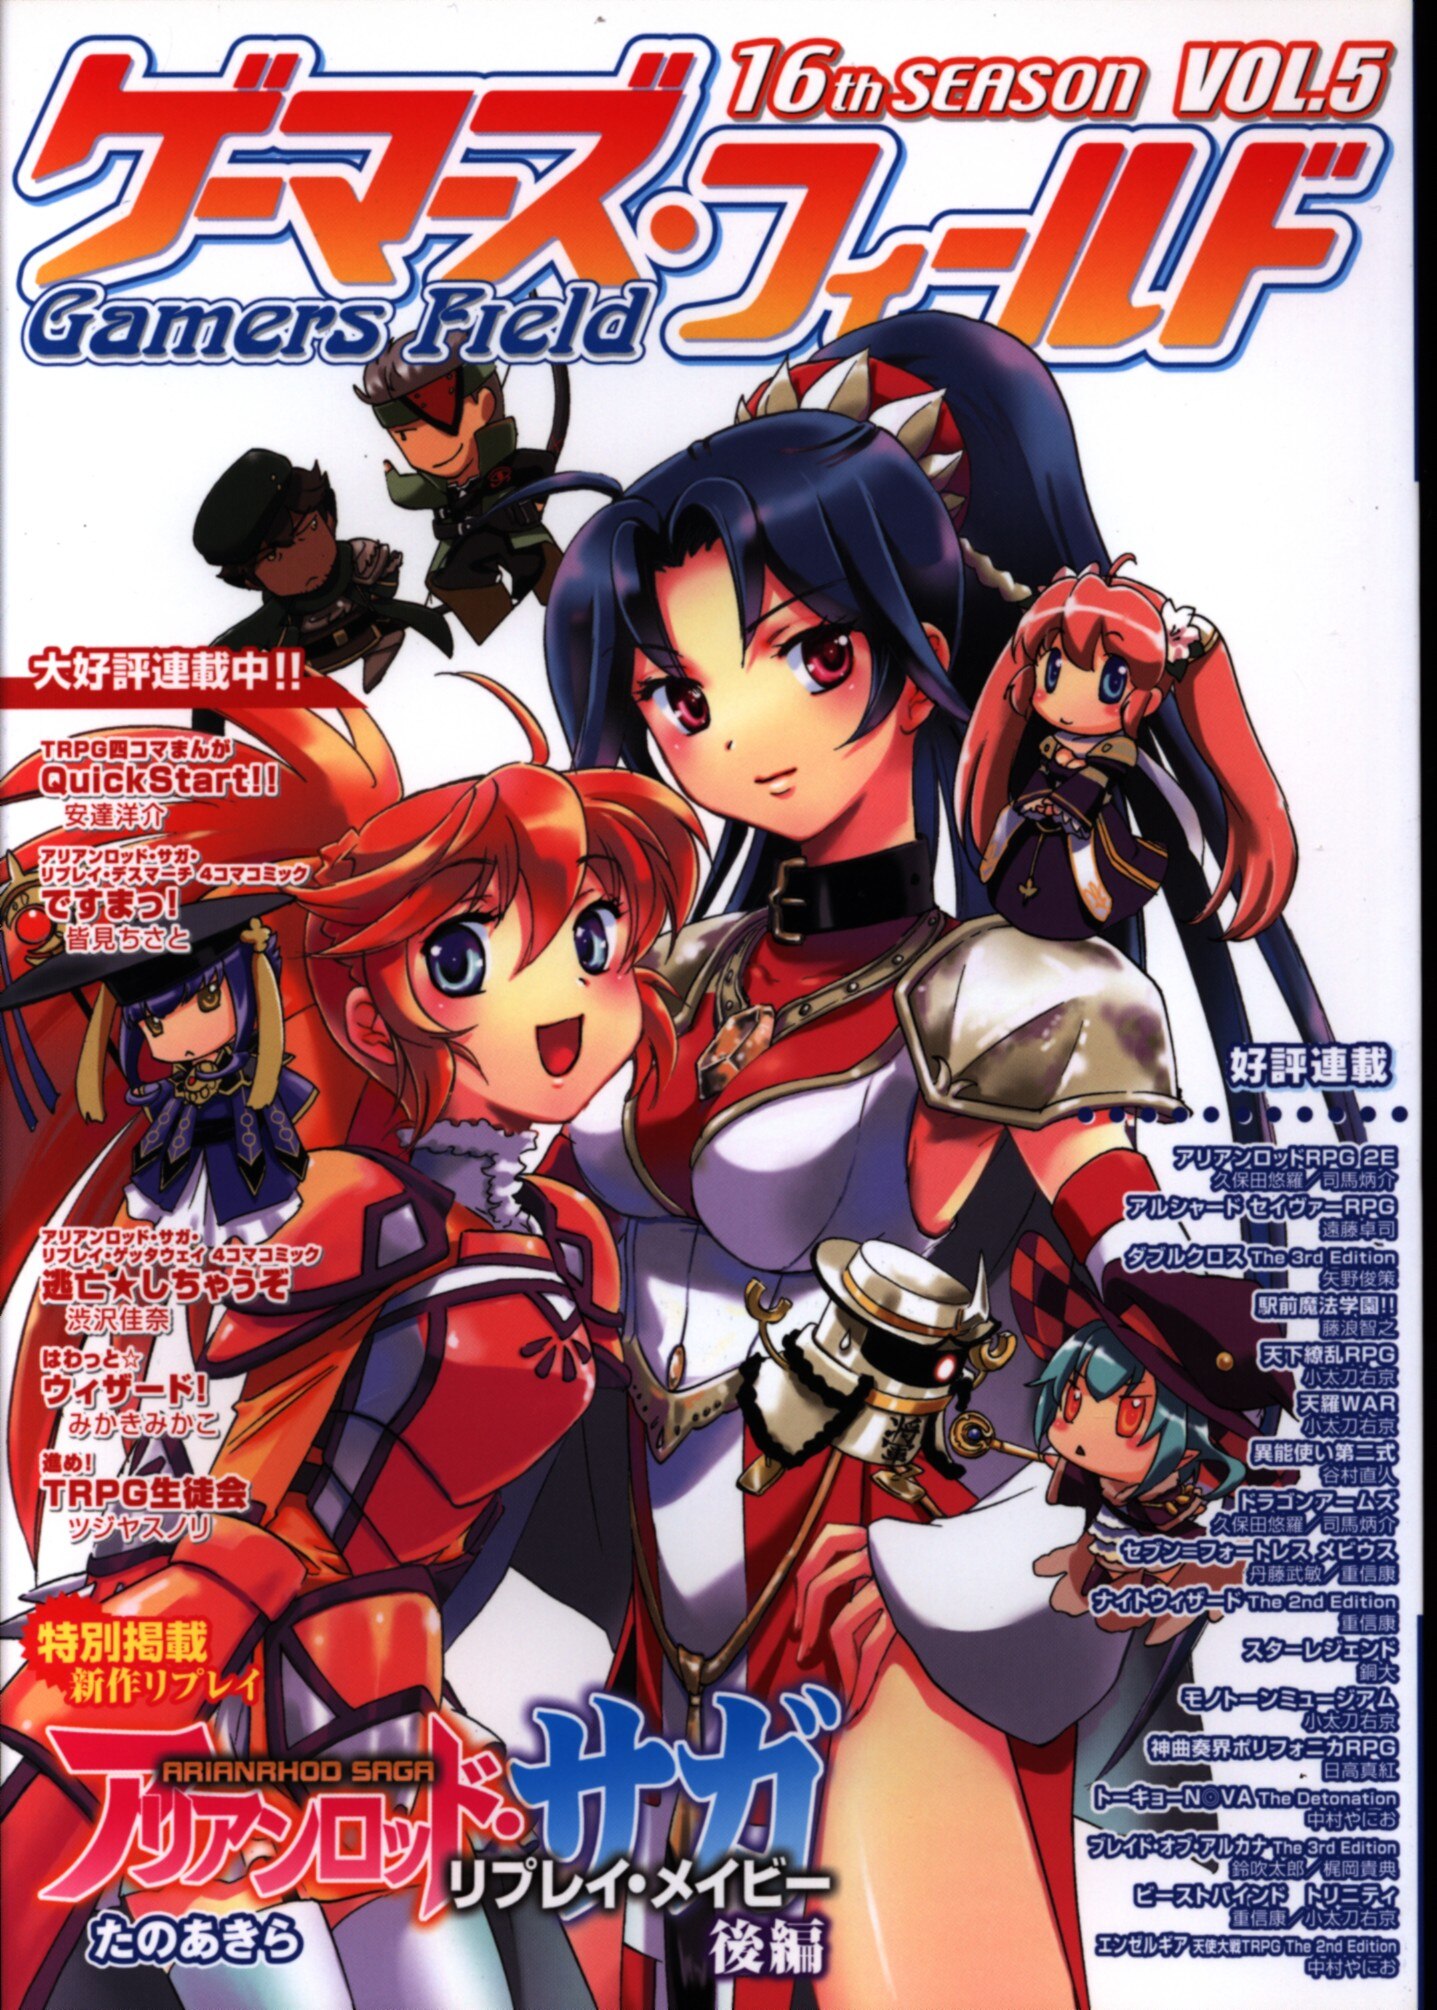 16th SEASON VOL.5
ゲーマーズ・フィールド
Gamers Field
大好評連載中!!
TRPG四コマまんが
QuickStart!!
安達洋介
アリアンロッド・サガ・
リプレイ・デスマーチ 4コマコミック
ですまっ!
皆見ちさと
アリアンロッド・サガ・
リプレイ・ゲッタウェイ 4コマコミック
逃亡★しちゃうぞ
渋沢佳奈
はわっと☆
ウィザード!
みかきみかこ
進め!
TRPG生徒会
ツジヤスノリ
特別掲載
新作リプレイ
アリアンロッド・サガ
ARIANRHOD SAGA
リプレイ・メイビー
後編
たのあきら
好評連載
アリアンロッドRPG 2E
久保田悠羅/司馬炳介
アルシャード セイヴァーRPG
遠藤卓司
ダブルクロス The 3rd Edition
矢野俊策
駅前魔法学園!!
藤浪智之
天下繚乱RPG
小太刀右京
天羅WAR
小太刀右京
異能使い第二式
谷村直人
ドラゴンアームズ
久保田悠羅/司馬炳介
セブン=フォートレス メビウス
丹藤武敏/重信康
ナイトウィザード The 2nd Edition
重信康
スターレジェンド
銅大
モノトーンミュージアム
小太刀右京
神曲奏界ポリフォニカRPG
日高真紅
トーキョーN◎VA The Detonation
中村やにお
ブレイド・オブ・アルカナ The 3rd Edition
鈴吹太郎/梶岡貴典
ビーストバインド トリニティ
重信康/小太刀右京
エンゼルギア 天使大戦TRPG The 2nd Edition
中村やにお